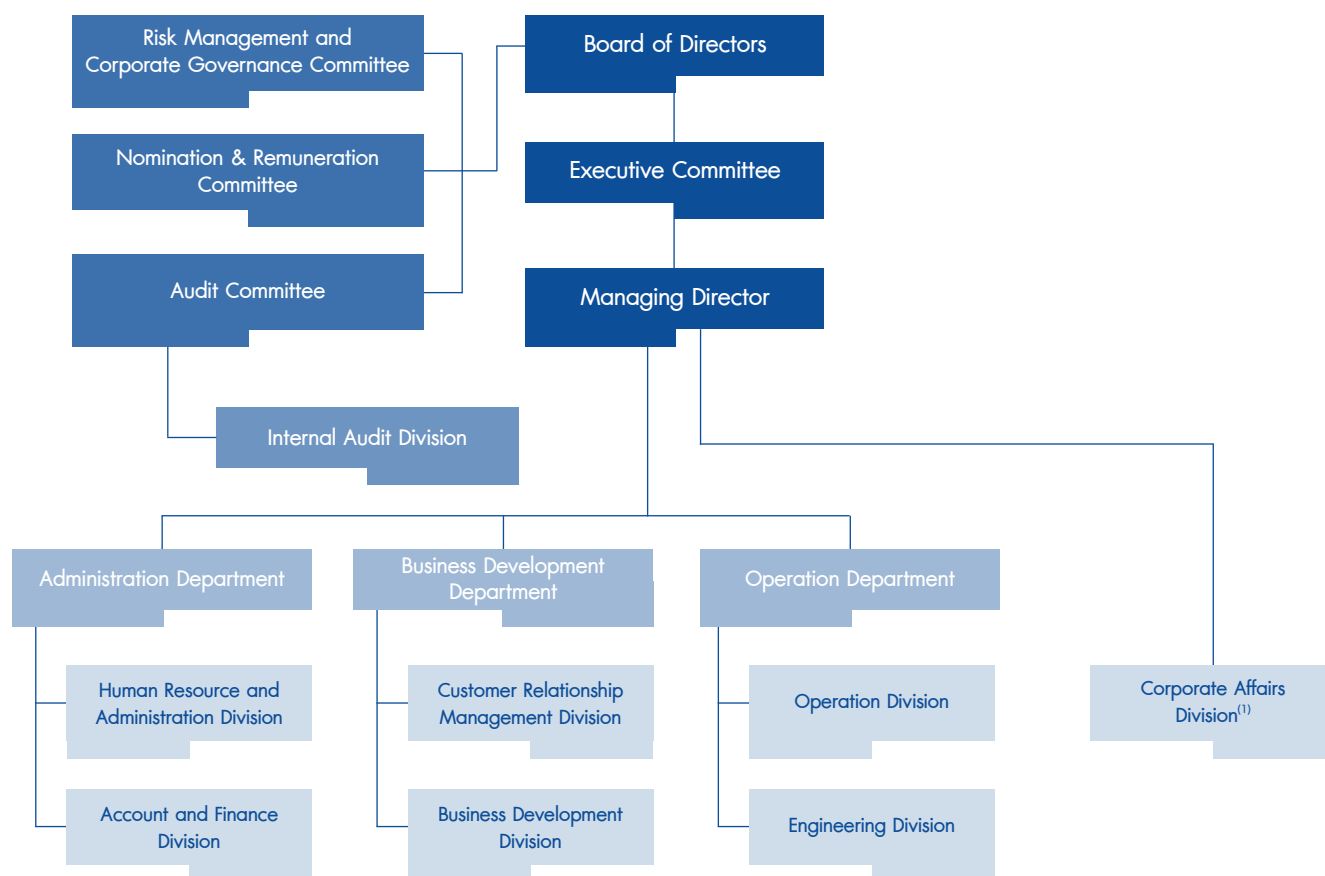 Risk Management and
Corporate Governance Committee
Board of Directors
Nomination & Remuneration
Committee
Executive Committee
Audit Committee
Managing Director
Internal Audit Division
Administration Department
Business Development
Department
Operation Department
Human Resource and
Administration Division
Customer Relationship
Management Division
Operation Division
Corporate Affairs
Division(1)
Account and Finance
Division
Business Development
Division
Engineering Division